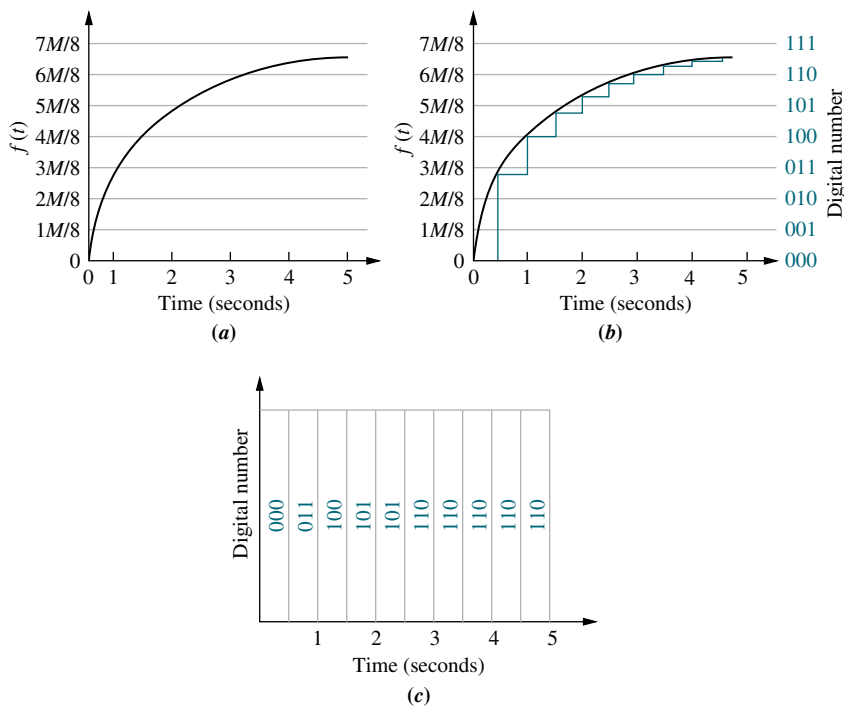 7M/8
6M/8
5M/8
4M/8
3M/8
2M/8
1M/8
0
f (t)
0 1 2 3 4 5
Time (seconds)
(a)
7M/8
6M/8
5M/8
4M/8
3M/8
2M/8
1M/8
0
f (t)
0 1 2 3 4 5
Time (seconds)
111
110
101
100
011
010
001
000
Digital number
(b)
Digital number
000 011 100 101 101 110 110 110 110 110
1 2 3 4 5
Time (seconds)
(c)